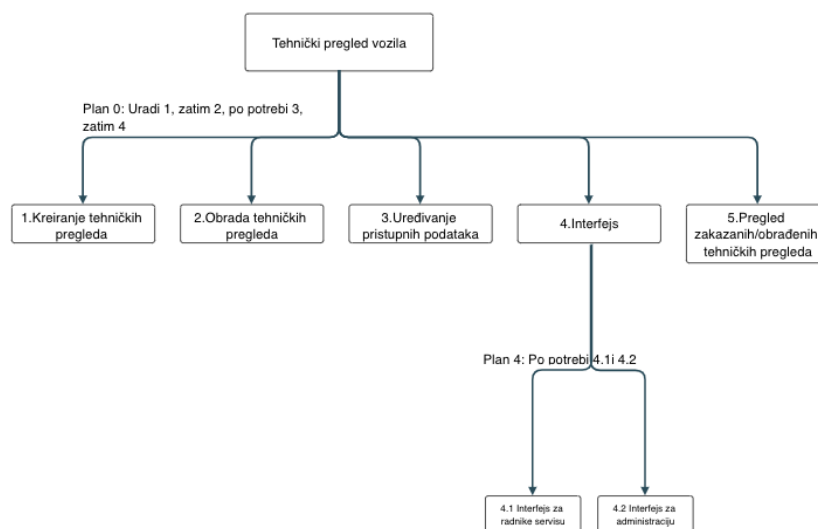 Tehnički pregled vozila
Plan 0: Uradi 1, zatim 2, po potrebi 3,
zatim 4
1.Kreiranje tehničkih
pregleda
2.Obrada tehničkih
pregleda
3.Uređivanje
pristupnih podataka
4.Interfejs
5.Pregled
zakazanih/obrađenih
tehničkih pregleda
Plan 4: Po potrebi 4.1i 4.2
4.1 Interfejs za
radnike servisu
4.2 Interfejs za
administraciju